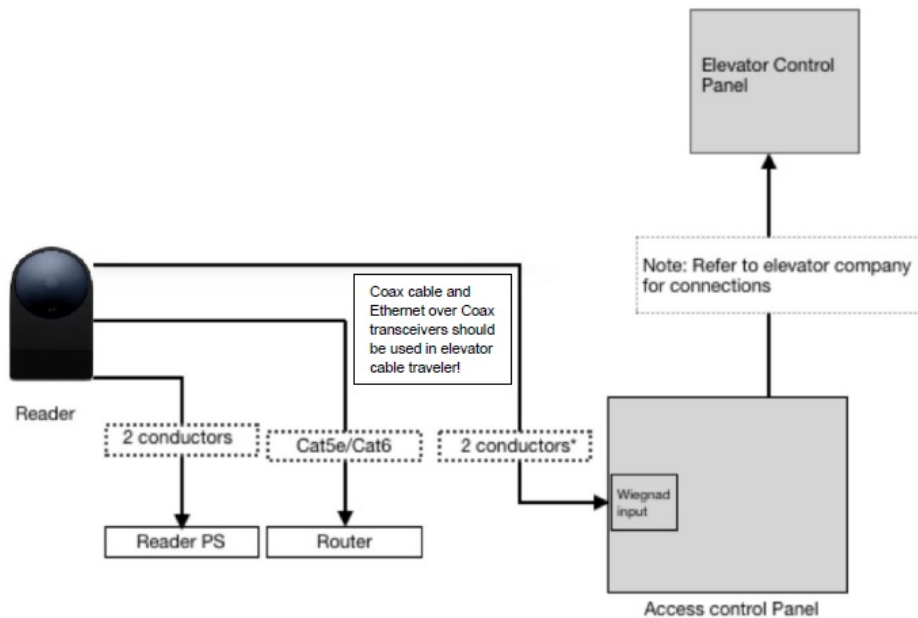 Elevator Control
Panel
Note: Refer to elevator company
for connections
Coax cable and
Ethernet over Coax
transceivers should
be used in elevator
cable traveler!
Reader
2 conductors
Cat5e/Cat6
2 conductors*
Wiegnad
input
Reader PS
Router
Access control Panel